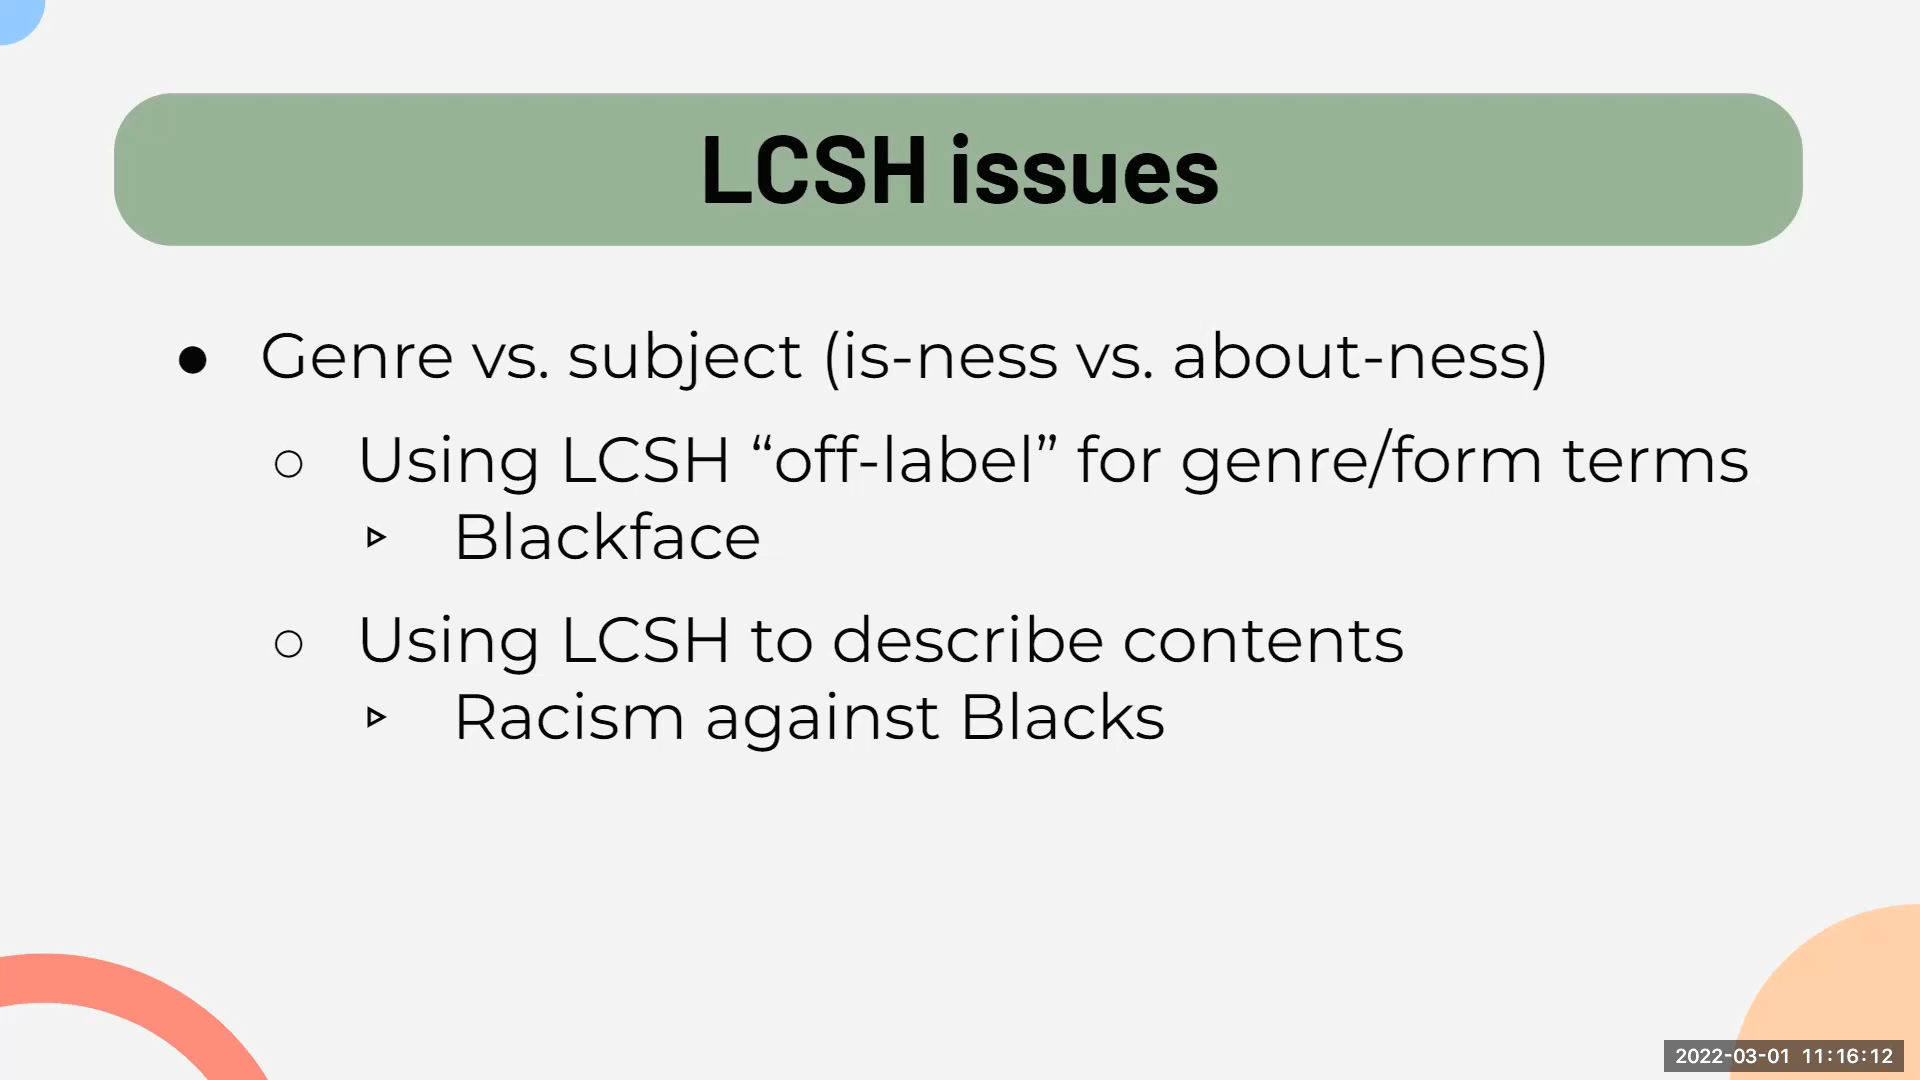 LCSH issues
● Genre vs. subject (is-ness vs. about-ness)
○ Using LCSH “off-label” for genre/form terms
▹ Blackface
○ Using LCSH to describe contents
▹ Racism against Blacks
2022-03-01 11:16:12